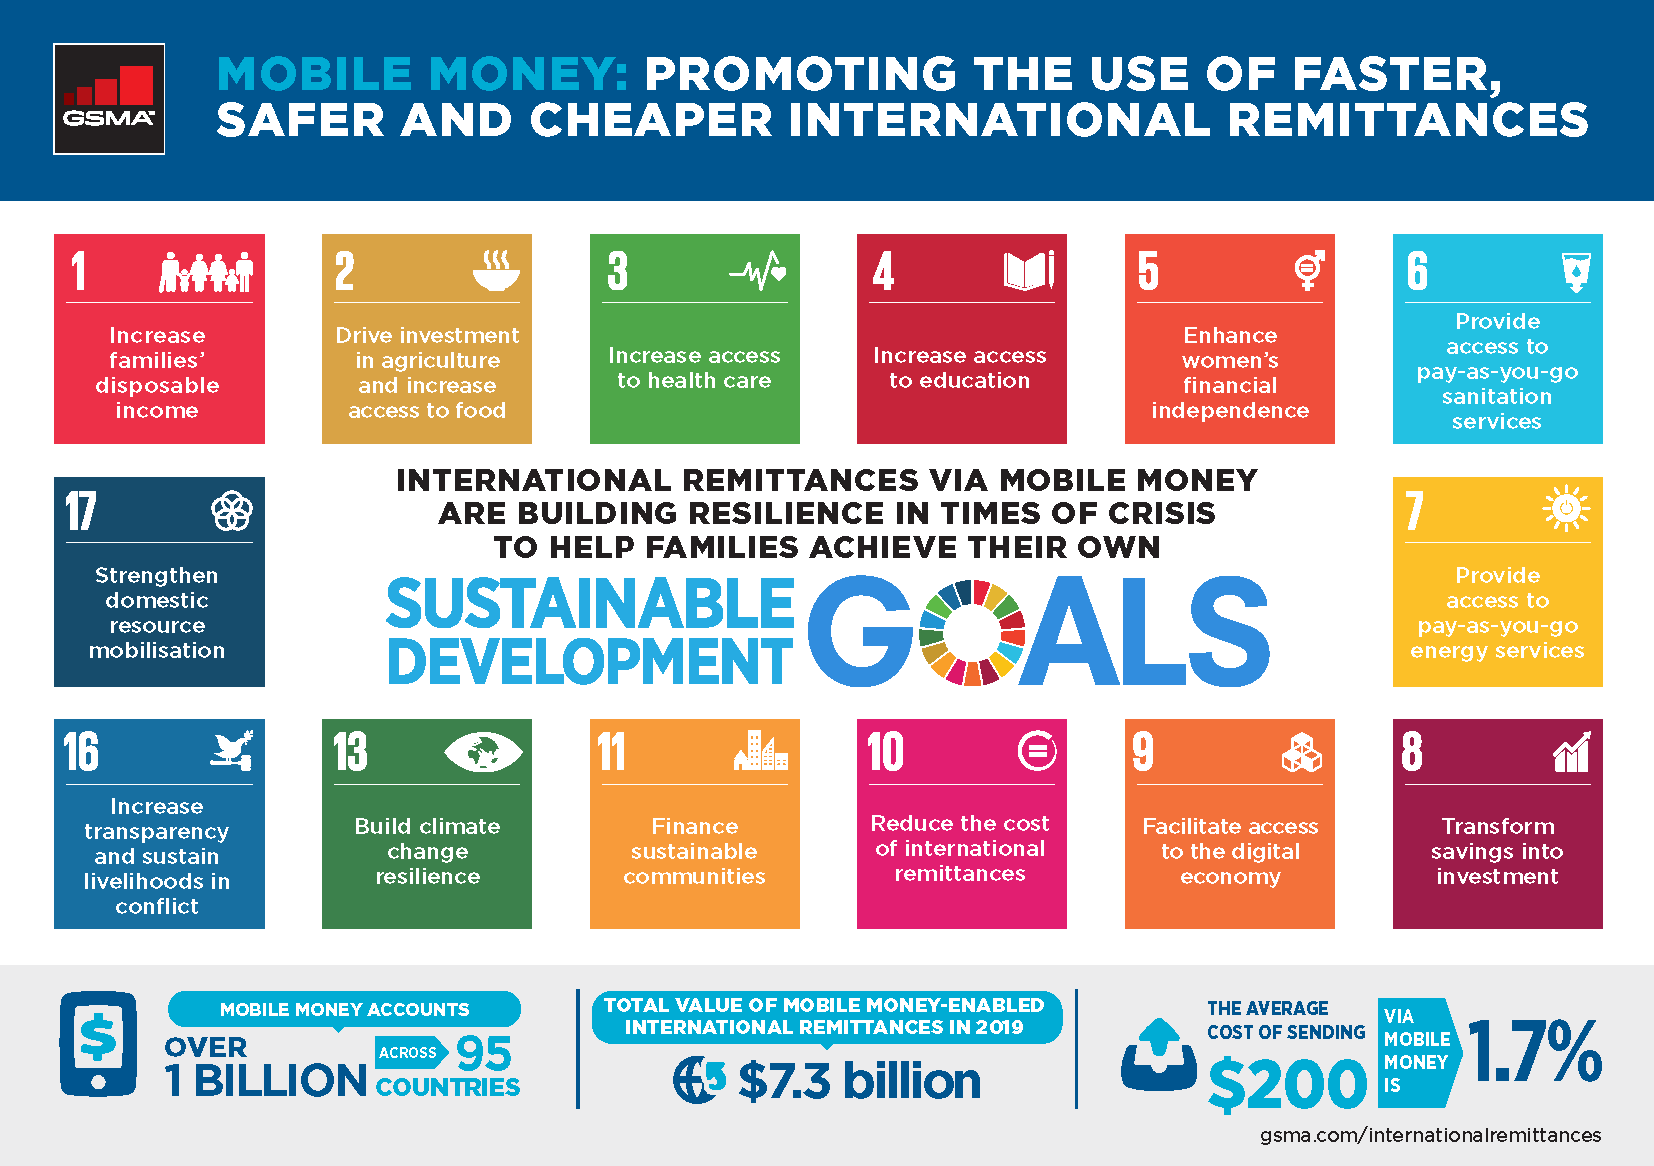 GSMA
MOBILE MONEY: PROMOTING THE USE OF FASTER,
SAFER AND CHEAPER INTERNATIONAL REMITTANCES
1
Increase
families’
disposable
income
2
Drive investment
in agriculture
and increase
access to food
3
Increase access
to health care
4
Increase access
to education
5
Enhance
women’s
financial
independence
6
Provide
access to
pay-as-you-go
sanitation
services
17
Strengthen
domestic
resource
mobilisation
INTERNATIONAL REMITTANCES VIA MOBILE MONEY
ARE BUILDING RESILIENCE IN TIMES OF CRISIS
TO HELP FAMILIES ACHIEVE THEIR OWN
SUSTAINABLE
DEVELOPMENT
GOALS
7
Provide
access to
pay-as-you-go
energy services
16
Increase
transparency
and sustain
livelihoods in
conflict
13
Build climate
change
resilience
11
Finance
sustainable
communities
10
Reduce the cost
of international
remittances
9
Facilitate access
to the digital
economy
8
Transform
savings into
investment
$
MOBILE MONEY ACCOUNTS
OVER
1 BILLION
ACROSS 95
COUNTRIES
TOTAL VALUE OF MOBILE MONEY-ENABLED
INTERNATIONAL REMITTANCES IN 2019
$7.3 billion
THE AVERAGE
COST OF SENDING
$200
VIA
MOBILE
MONEY
IS
1.7%
gsma.com/internationalremittances